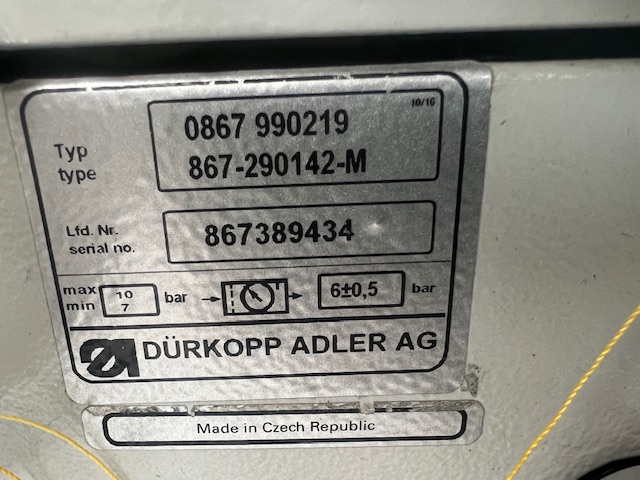 10/16
Typ
type
0867 990219
867-290142-M
Lfd. Nr.
serial no.
867389434
max
min
10
7
bar
6±0,5
bar
DÜRKOPP ADLER AG
Made in Czech Republic